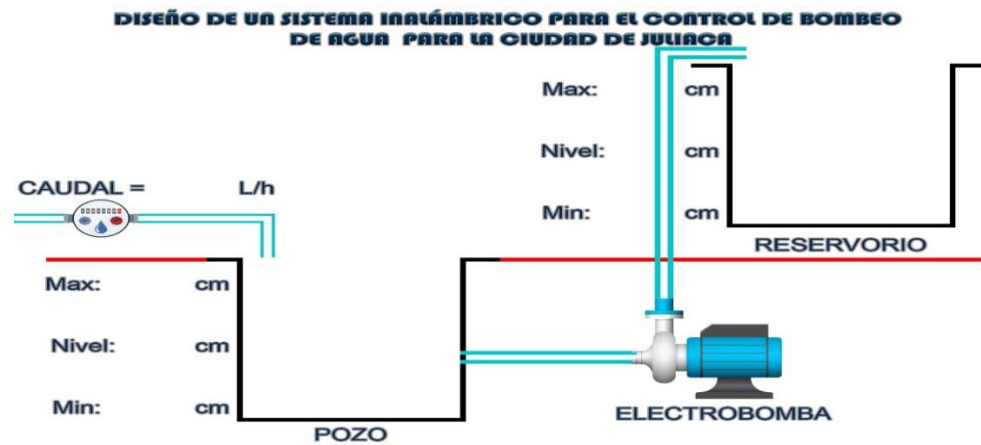 DISEÑO DE UN SISTEMA INALÁMBRICO PARA EL CONTROL DE BOMBEO
DE AGUA PARA LA CIUDAD DE JULIACA
Max: cm
Nivel: cm
Min: cm
RESERVORIO
CAUDAL = L/h
Max: cm
Nivel: cm
Min: cm
POZO
ELECTROBOMBA